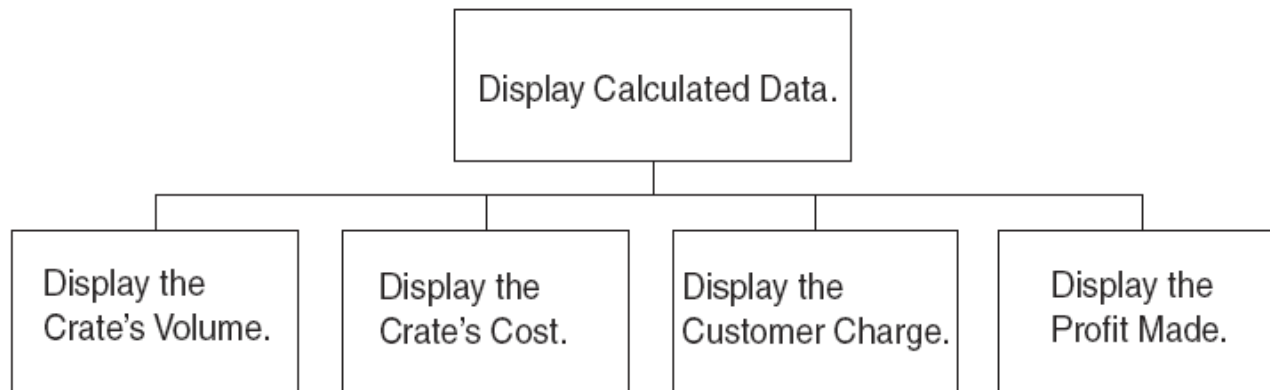 Display Calculated Data.
Display the
Crate's Volume.
Display the
Crate's Cost.
Display the
Customer Charge.
Display the
Profit Made.